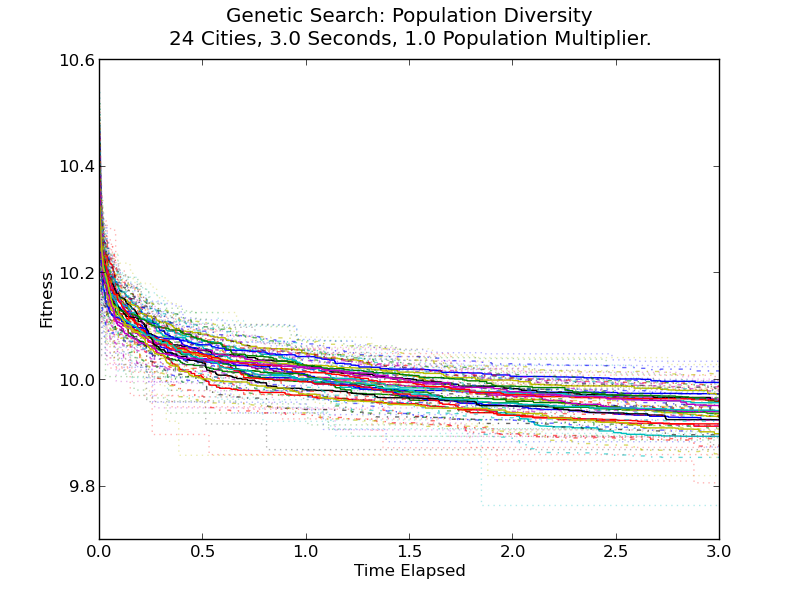 Genetic Search: Population Diversity
24 Cities, 3.0 Seconds, 1.0 Population Multiplier.
10.6
10.4
10.2
10.0
9.8
Fitness
0.0 0.5 1.0 1.5 2.0 2.5 3.0
Time Elapsed